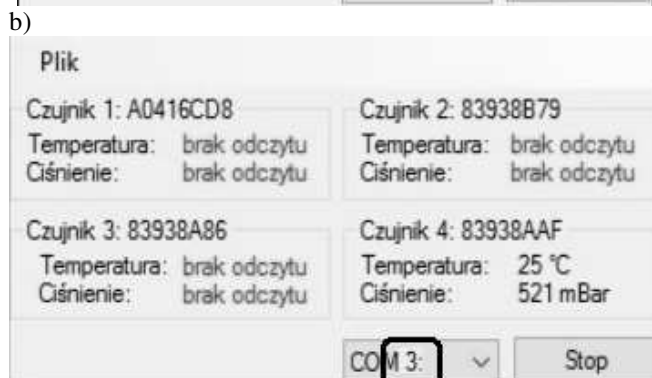 b)
Plik
Czujnik 1: A0416CD8
Temperatura: brak odczytu
Ciśnienie: brak odczytu
Czujnik 2: 83938B79
Temperatura: brak odczytu
Ciśnienie: brak odczytu
Czujnik 3: 83938A86
Temperatura: brak odczytu
Ciśnienie: brak odczytu
Czujnik 4: 83938AAF
Temperatura: 25 °C
Ciśnienie: 521 mBar
COM 3:
Stop